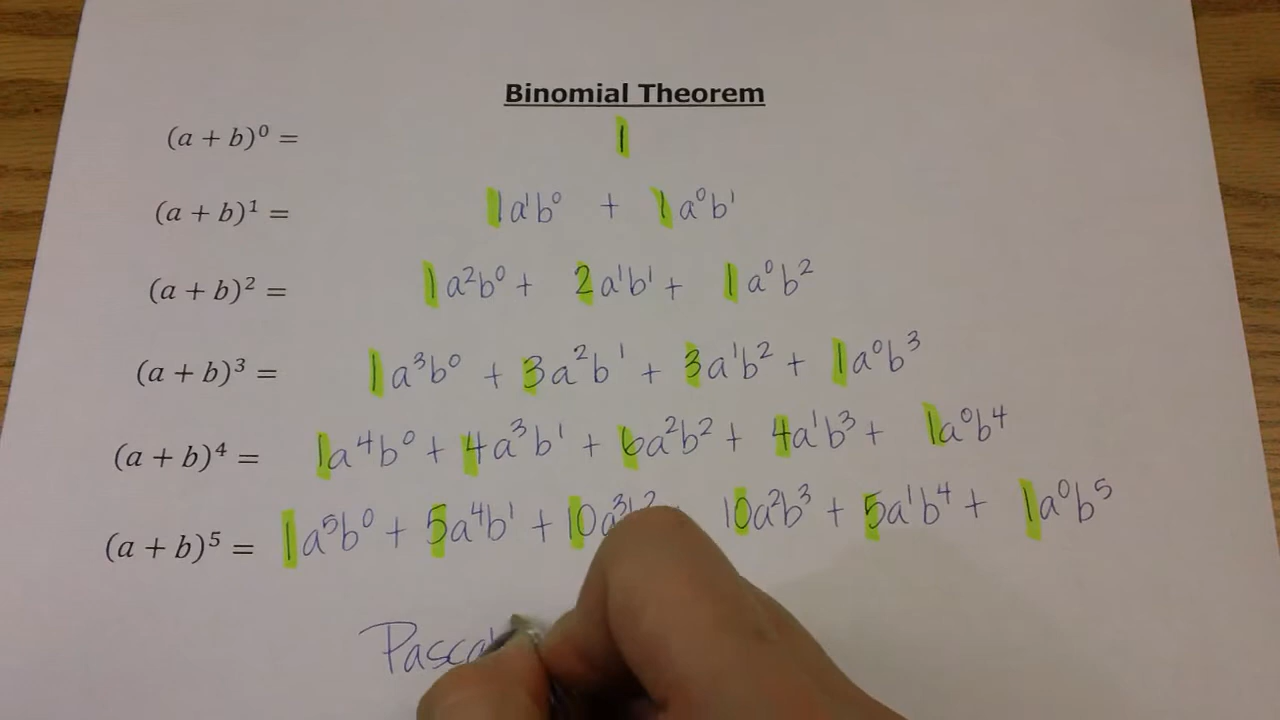 Binomial Theorem
(a + b)⁰ = 1
(a + b)¹ = 1a¹b⁰ + 1a⁰b¹
(a + b)² = 1a²b⁰ + 2a¹b¹ + 1a⁰b²
(a + b)³ = 1a³b⁰ + 3a²b¹ + 3a¹b² + 1a⁰b³
(a + b)⁴ = 1a⁴b⁰ + 4a³b¹ + 6a²b² + 4a¹b³ + 1a⁰b⁴
(a + b)⁵ = 1a⁵b⁰ + 5a⁴b¹ + 10a³b² 10a²b³ + 5a¹b⁴ + 1a⁰b⁵